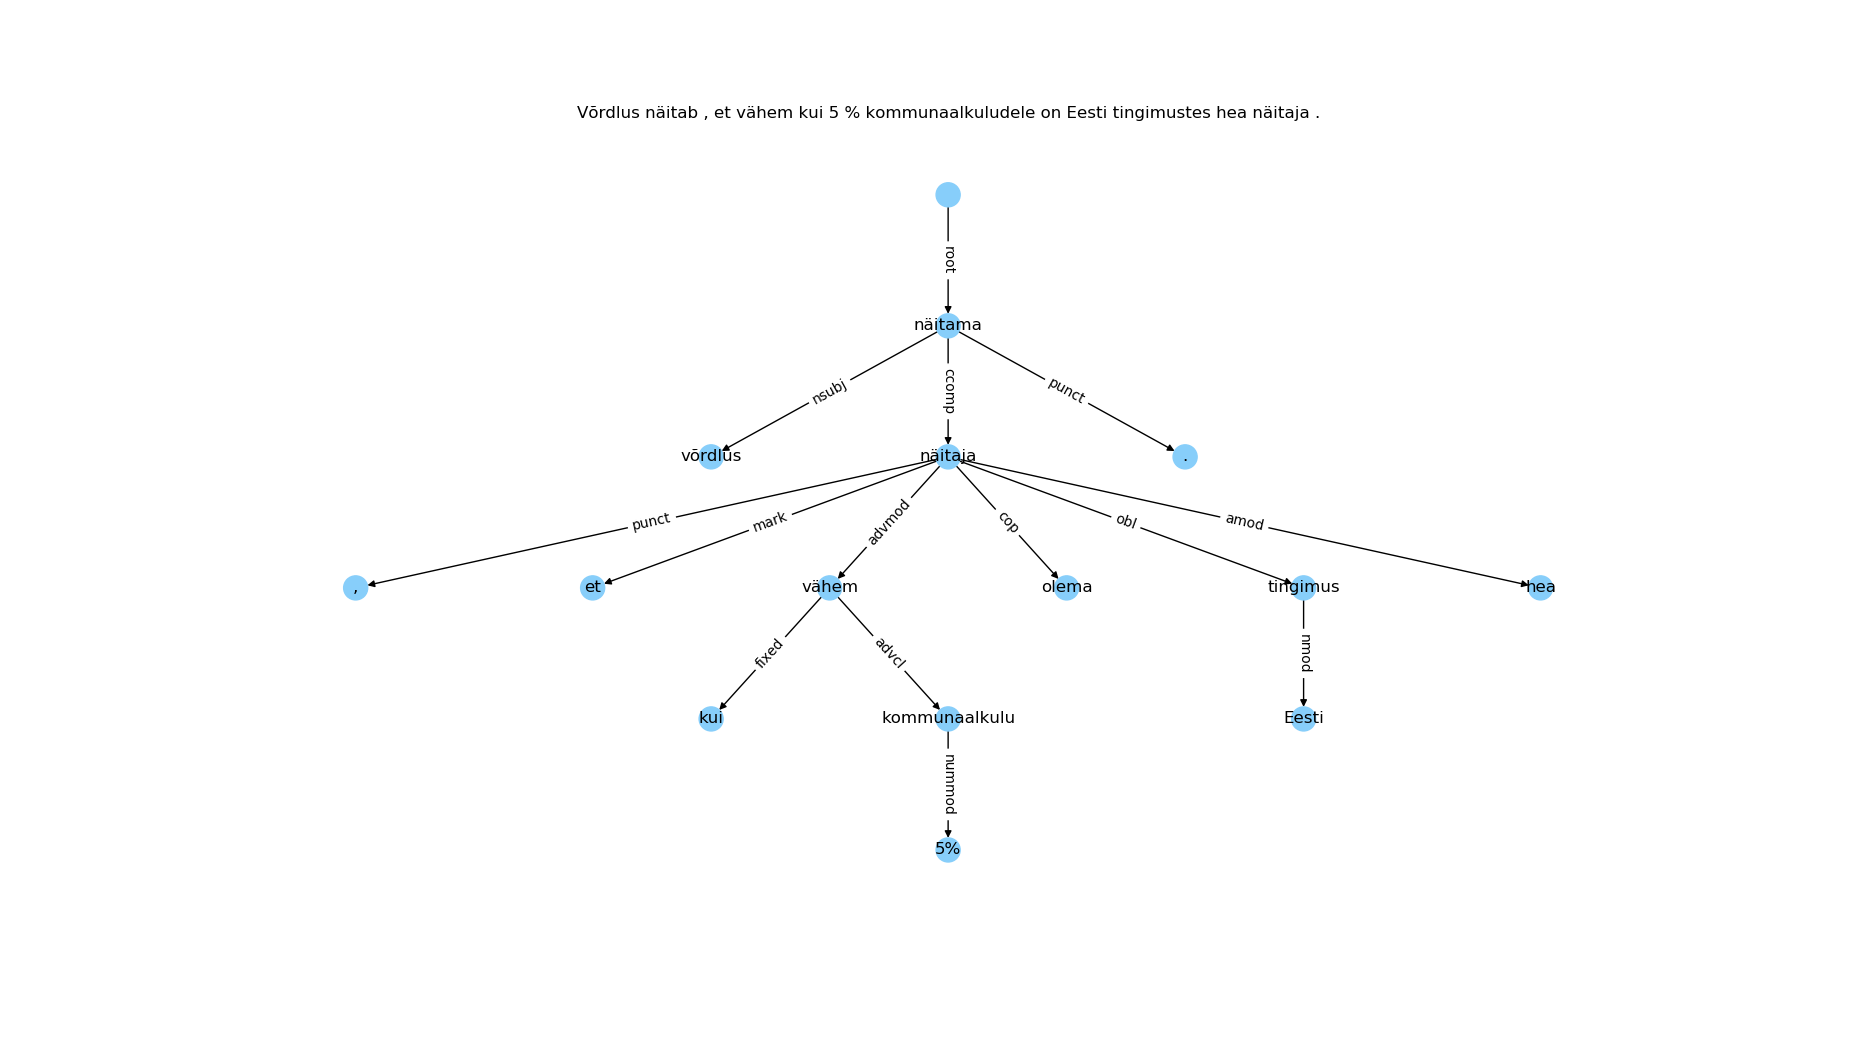 Võrdlus näitab , et vähem kui 5 % kommunaalkuludele on Eesti tingimustes hea näitaja .
root
näitama
nsubj
ccomp
punct
võrdlus
näitaja
.
punct
mark
advmod
cop
obl
amod
,
et
vähem
olema
tingimus
hea
fixed
advcl
nmod
kui
kommunaalkulu
Eesti
nummod
5%